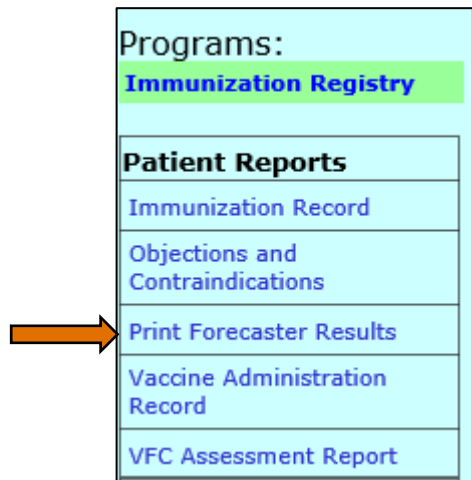 Programs:
Immunization Registry
Patient Reports
Immunization Record
Objections and
Contraindications
Print Forecaster Results
Vaccine Administration
Record
VFC Assessment Report